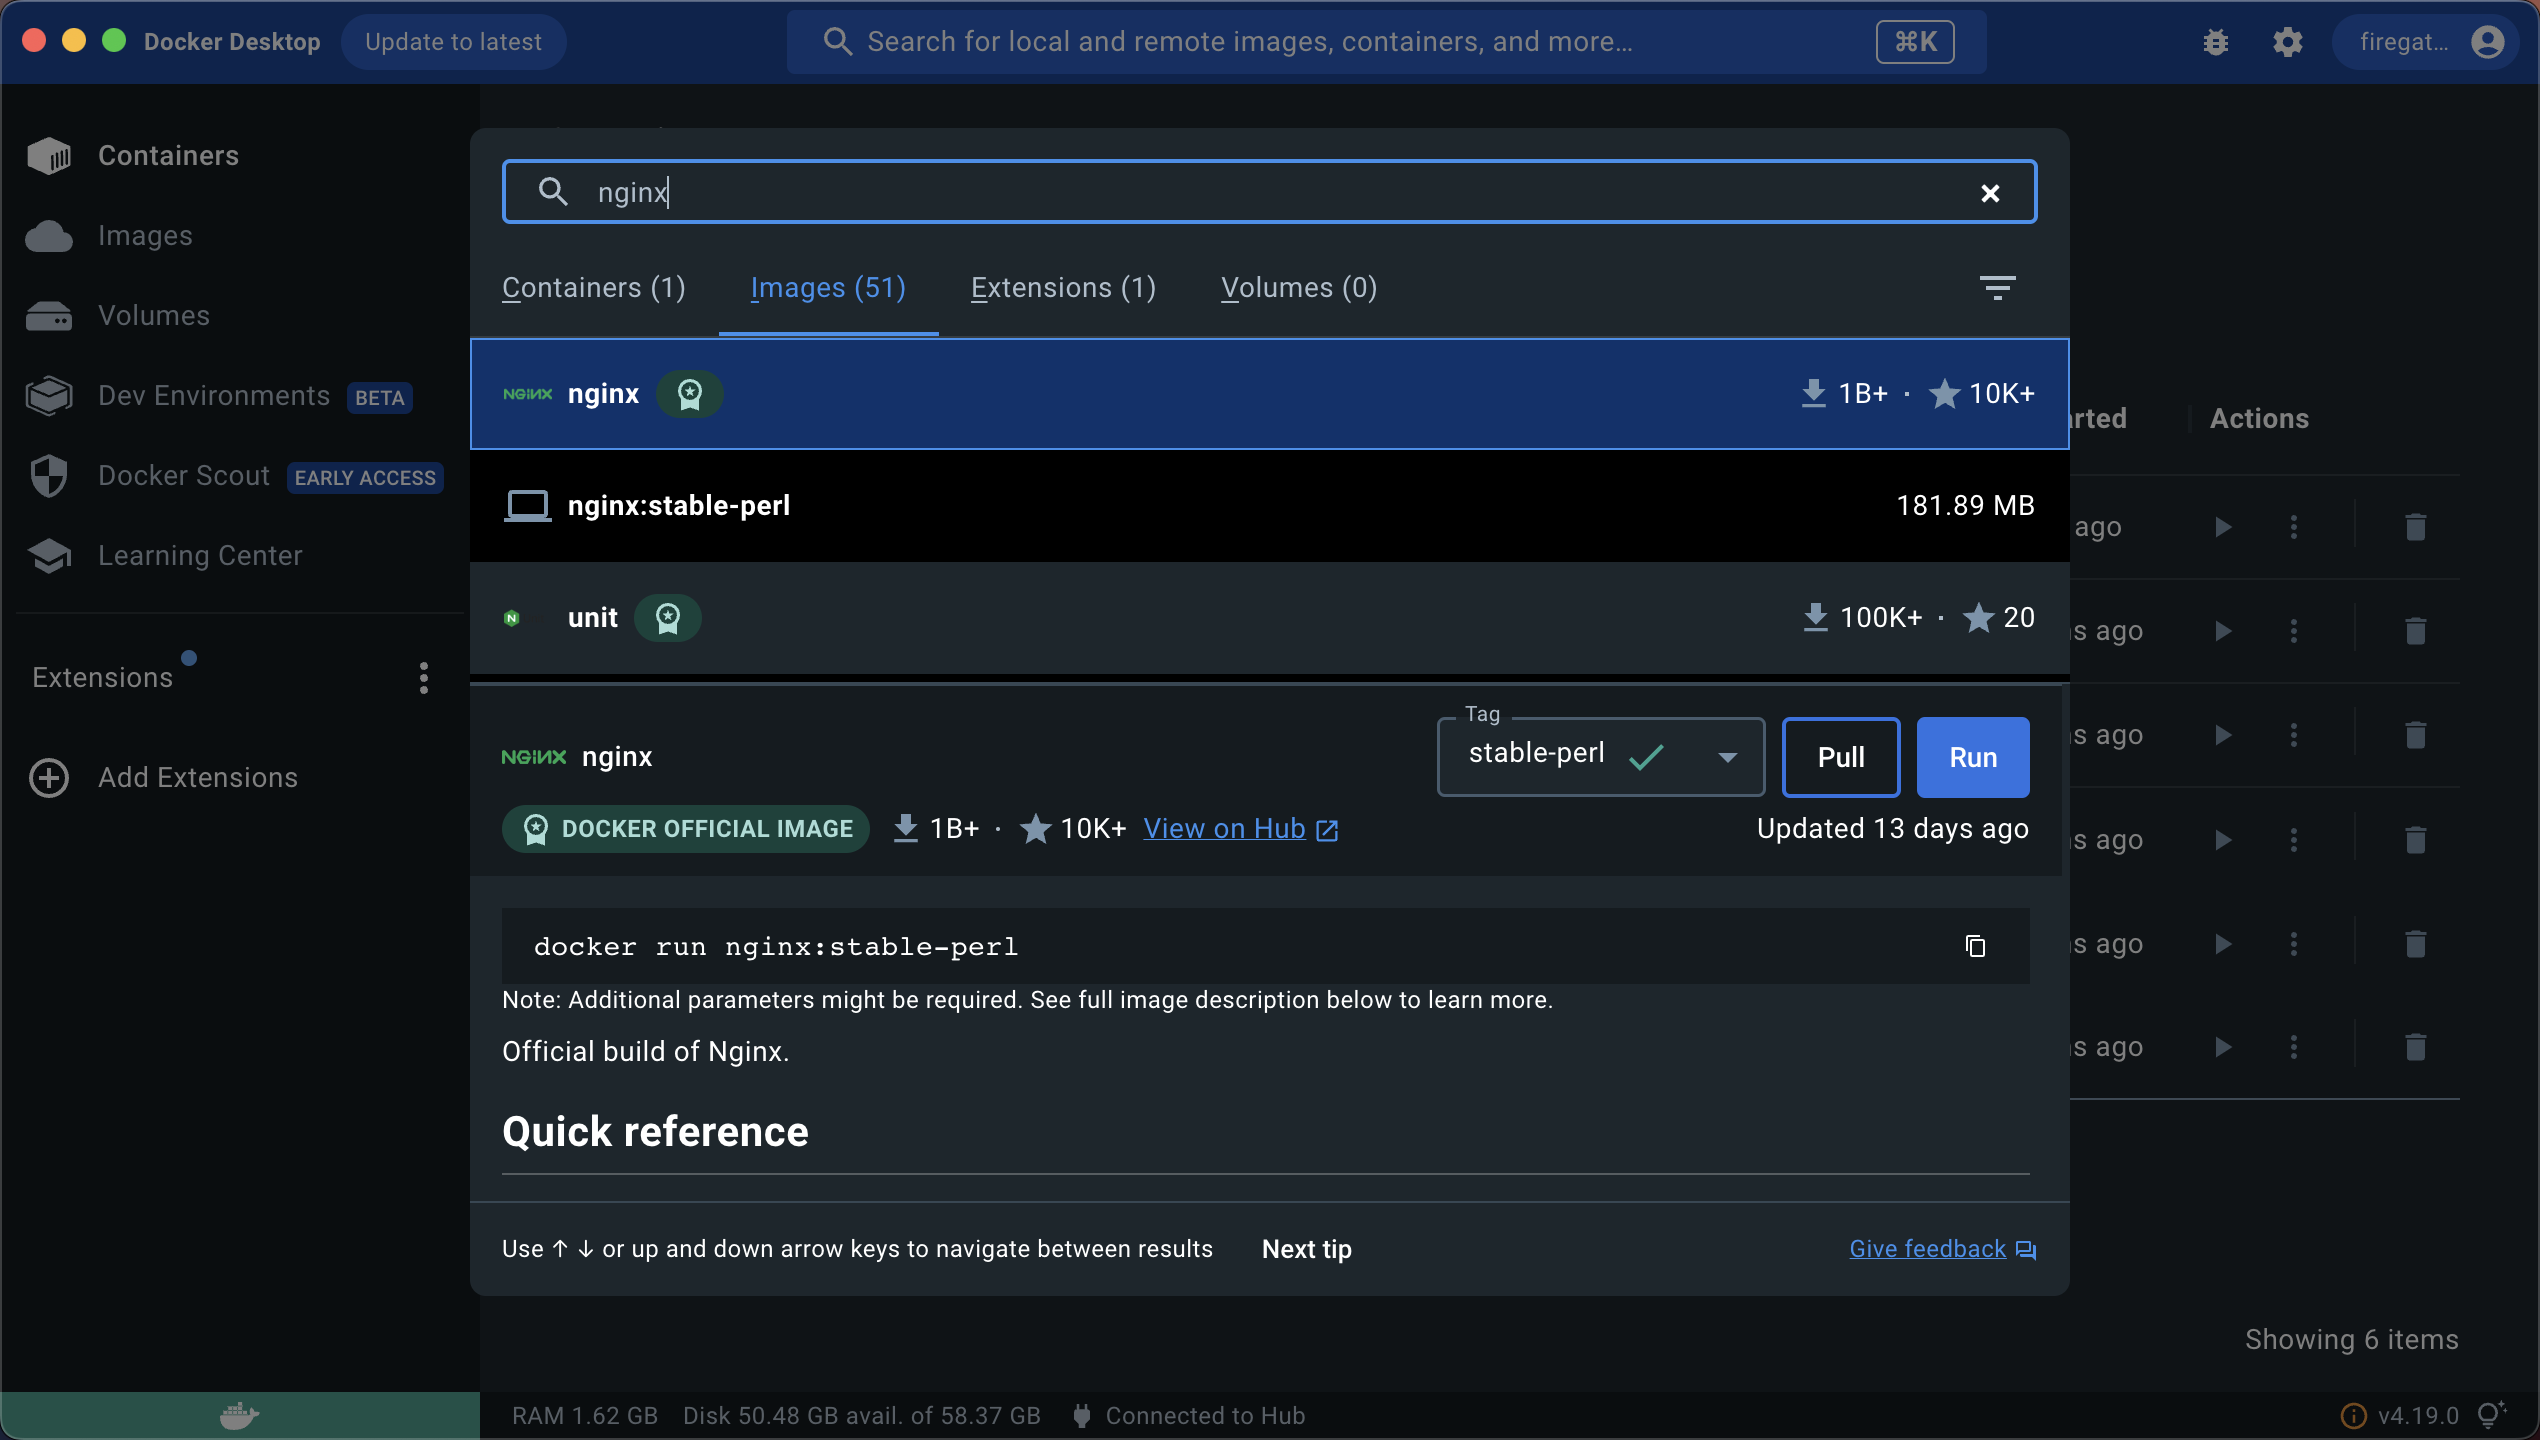 Docker Desktop
Update to latest
Search for local and remote images, containers, and more...
⌘K
firegat...
Containers
Images
Volumes
Dev Environments BETA
Docker Scout EARLY ACCESS
Learning Center
Extensions
Add Extensions
nginx
Containers (1)
Images (51)
Extensions (1)
Volumes (0)
NGINX nginx
1B+ · 10K+
nginx:stable-perl
181.89 MB
N unit
100K+ · 20
NGINX nginx
Tag
stable-perl
Pull
Run
DOCKER OFFICIAL IMAGE
1B+ · 10K+
View on Hub
Updated 13 days ago
docker run nginx:stable-perl
Note: Additional parameters might be required. See full image description below to learn more.
Official build of Nginx.
Quick reference
Use ↑ ↓ or up and down arrow keys to navigate between results
Next tip
Give feedback
Actions
ago
ago
ago
ago
ago
ago
Showing 6 items
RAM 1.62 GB
Disk 50.48 GB avail. of 58.37 GB
Connected to Hub
v4.19.0